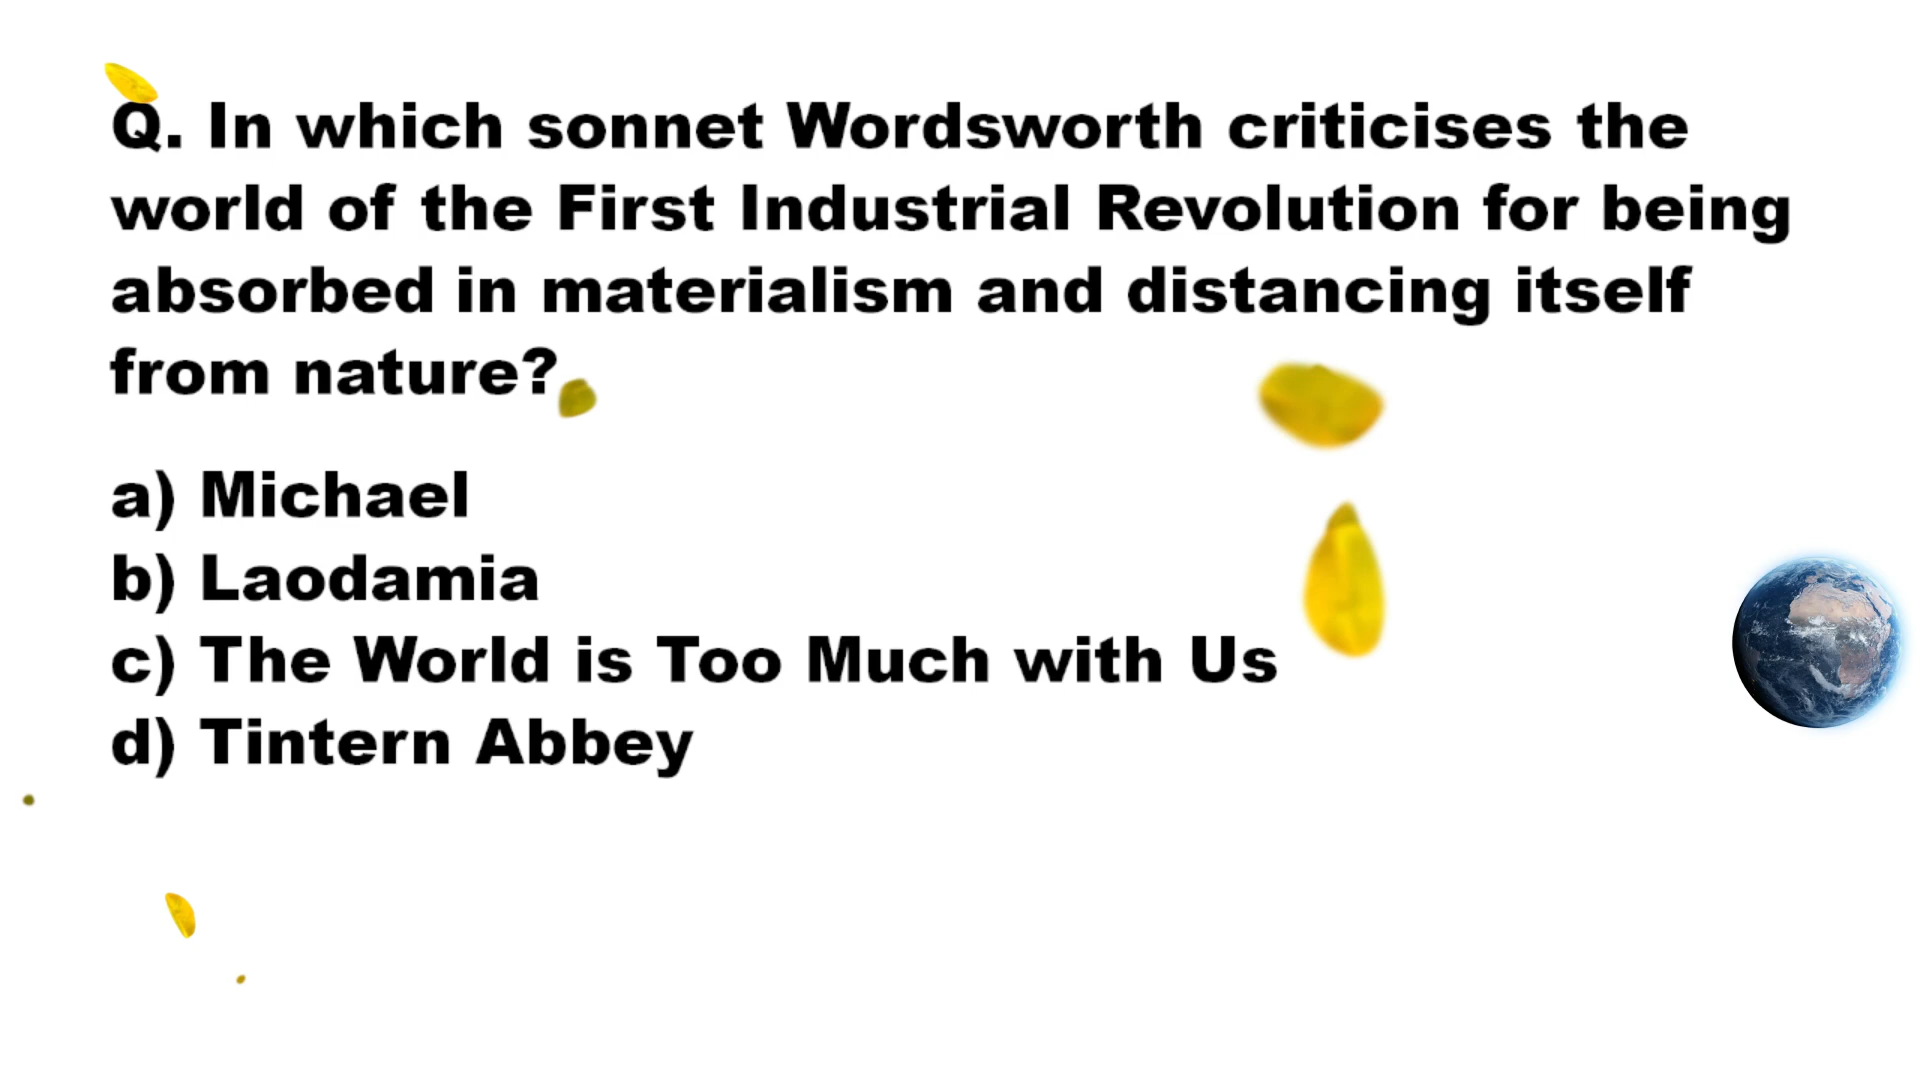 Q. In which sonnet Wordsworth criticises the
world of the First Industrial Revolution for being
absorbed in materialism and distancing itself
from nature?
a) Michael
b) Laodamia
c) The World is Too Much with Us
d) Tintern Abbey